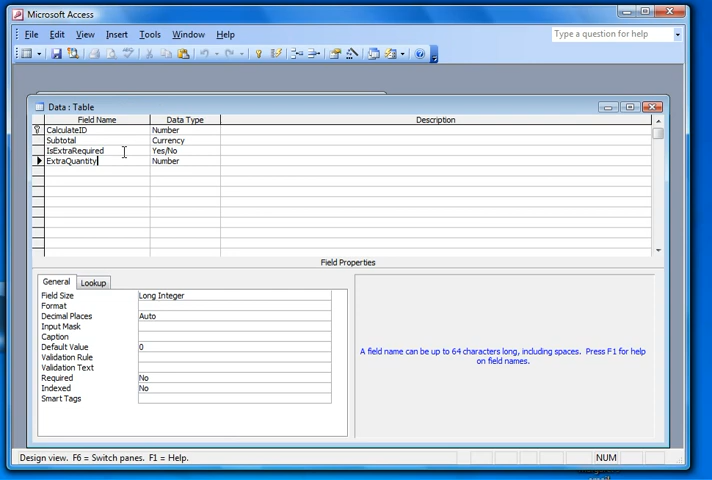 Microsoft Access
File Edit View Insert Tools Window Help
Type a question for help
Data : Table
Field Name Data Type Description
CalculateID Number
Subtotal Currency
IsExtraRequired Yes/No
ExtraQuantity Number
Field Properties
General Lookup
Field Size Long Integer
Format
Decimal Places Auto
Input Mask
Caption
Default Value 0
Validation Rule
Validation Text
Required No
Indexed No
Smart Tags
A field name can be up to 64 characters long, including spaces. Press F1 for help
on field names.
Design view. F6 = Switch panes. F1 = Help.
NUM